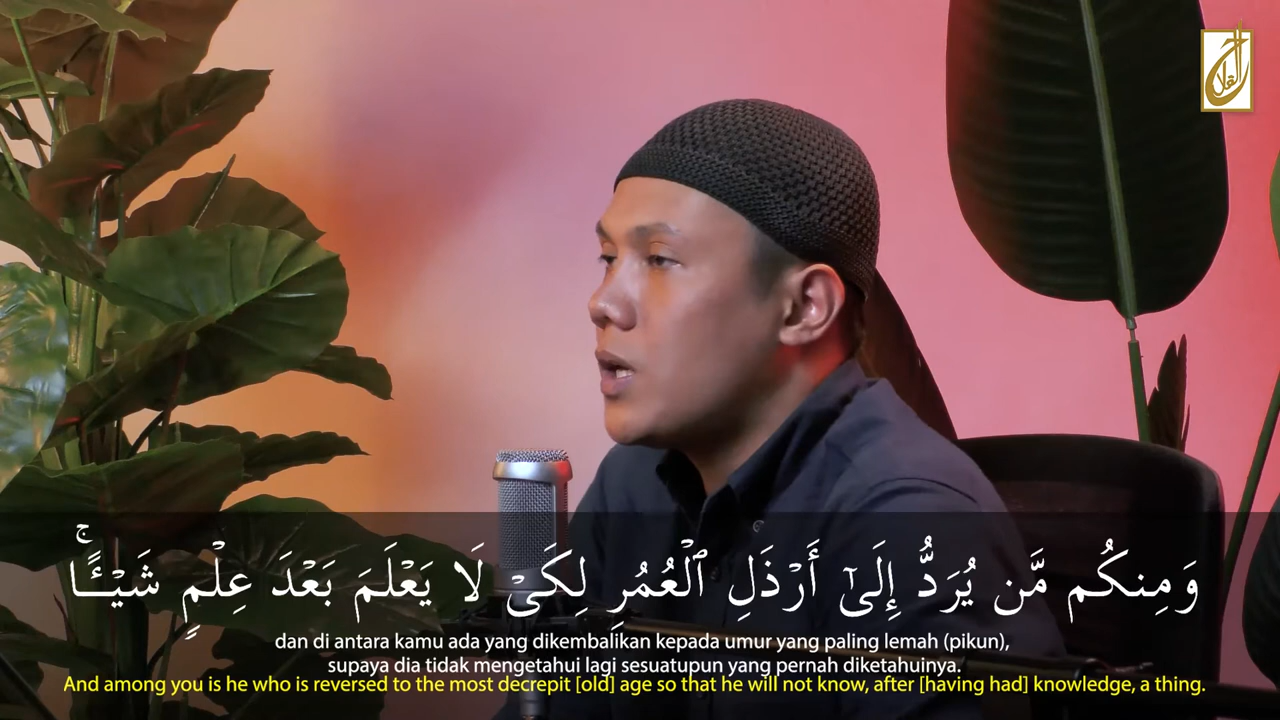 وَمِنكُم مَّن يُرَدُّ إِلَىٰٓ أَرْذَلِ ٱلْعُمُرِ لِكَىْ لَا يَعْلَمَ بَعْدَ عِلْمٍ شَيْـًٔا ۚ
dan di antara kamu ada yang dikembalikan kepada umur yang paling lemah (pikun),
supaya dia tidak mengetahui lagi sesuatupun yang pernah diketahuinya.
And among you is he who is reversed to the most decrepit [old] age so that he will not know, after [having had] knowledge, a thing.